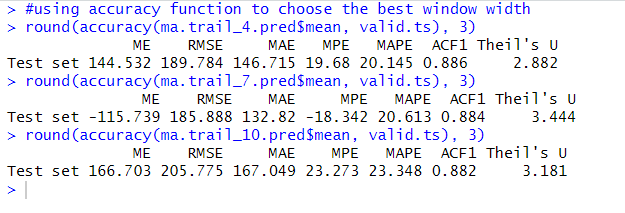 > #using accuracy function to choose the best window width
> round(accuracy(ma.trail_4.pred$mean, valid.ts), 3)
ME RMSE MAE MPE MAPE ACF1 Theil's U
Test set 144.532 189.784 146.715 19.68 20.145 0.886 2.882
> round(accuracy(ma.trail_7.pred$mean, valid.ts), 3)
ME RMSE MAE MPE MAPE ACF1 Theil's U
Test set -115.739 185.888 132.82 -18.342 20.613 0.884 3.444
> round(accuracy(ma.trail_10.pred$mean, valid.ts), 3)
ME RMSE MAE MPE MAPE ACF1 Theil's U
Test set 166.703 205.775 167.049 23.273 23.348 0.882 3.181
>